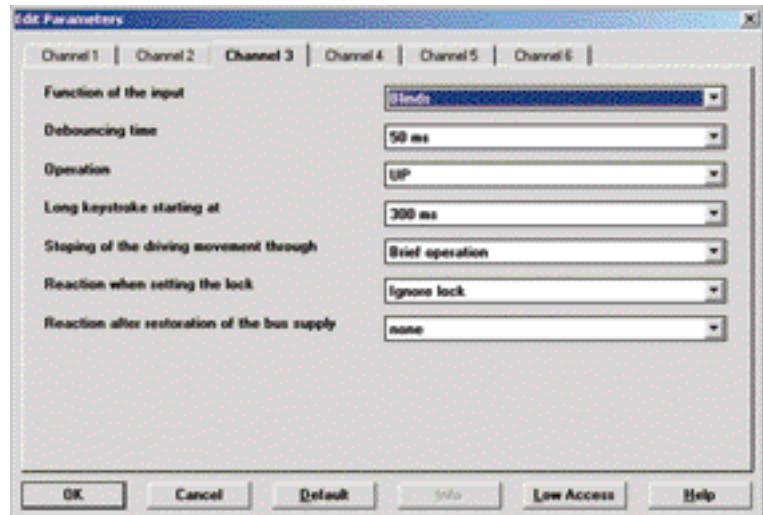 Edit Parameters
Channel 1 Channel 2 Channel 3 Channel 4 Channel 5 Channel 6
Function of the input Blinds
Debouncing time 50 ms
Operation UP
Long keystroke starting at 300 ms
Stoping of the driving movement through Brief operation
Reaction when setting the lock Ignore lock
Reaction after restoration of the bus supply none
OK Cancel Default Info Low Access Help